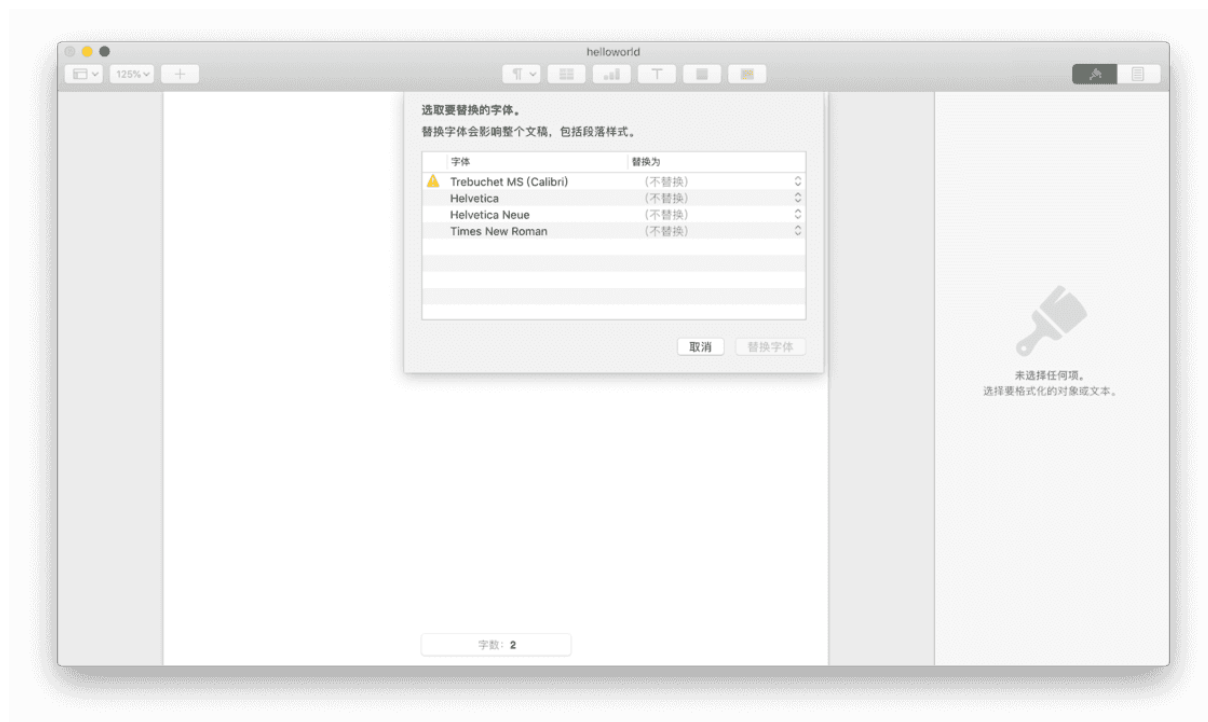 helloworld
125%
选取要替换的字体。
替换字体会影响整个文稿，包括段落样式。
字体 替换为
Trebuchet MS (Calibri) (不替换)
Helvetica (不替换)
Helvetica Neue (不替换)
Times New Roman (不替换)
取消 替换字体
未选择任何项。
选择要格式化的对象或文本。
字数: 2